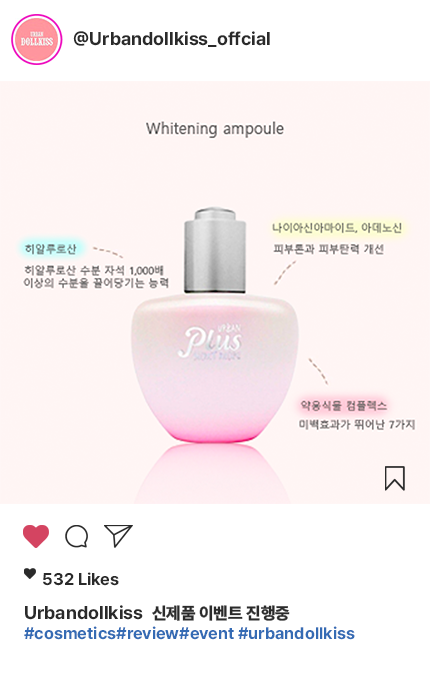 URBAN
DOLLKISS
@Urbandollkiss_offcial
Whitening ampoule
나이아신아마이드, 아데노신
피부톤과 피부탄력 개선
히알루로산
히알루로산 수분 자석 1,000배
이상의 수분을 끌어당기는 능력
URBAN
Plus
약용식물 컴플렉스
미백효과가 뛰어난 7가지
532 Likes
Urbandollkiss 신제품 이벤트 진행중
#cosmetics#review#event #urbandollkiss